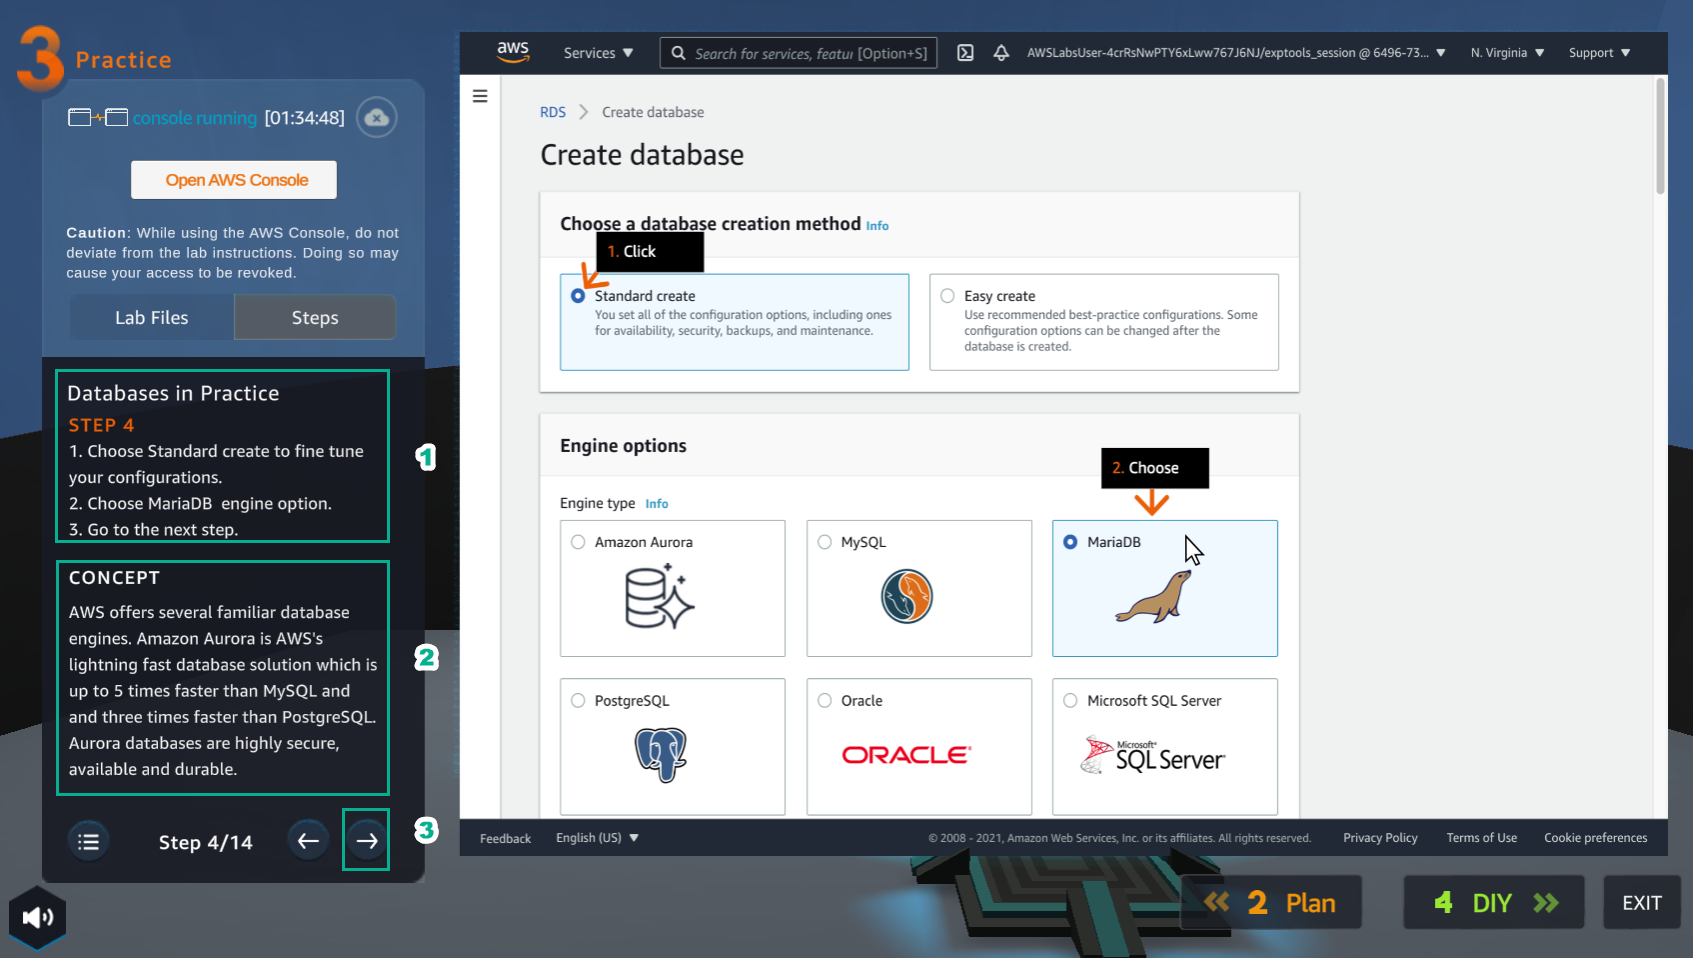 3 Practice
console running [01:34:48]
Open AWS Console
Caution: While using the AWS Console, do not
deviate from the lab instructions. Doing so may
cause your access to be revoked.
Lab Files
Steps
Databases in Practice
STEP 4
1. Choose Standard create to fine tune
your configurations.
2. Choose MariaDB  engine option.
3. Go to the next step.
1
CONCEPT
AWS offers several familiar database
engines. Amazon Aurora is AWS's
lightning fast database solution which is
up to 5 times faster than MySQL and
and three times faster than PostgreSQL.
Aurora databases are highly secure,
available and durable.
2
Step 4/14
3
aws
Services
Search for services, featur [Option+S]
AWSLabsUser-4crRsNwPTY6xLww767J6NJ/exptools_session @ 6496-73...
N. Virginia
Support
RDS
Create database
Create database
Choose a database creation method Info
1. Click
Standard create
You set all of the configuration options, including ones
for availability, security, backups, and maintenance.
Easy create
Use recommended best-practice configurations. Some
configuration options can be changed after the
database is created.
Engine options
2. Choose
Engine type Info
Amazon Aurora
MySQL
MariaDB
PostgreSQL
Oracle
ORACLE
Microsoft SQL Server
Microsoft
SQL Server
Feedback
English (US)
© 2008 - 2021, Amazon Web Services, Inc. or its affiliates. All rights reserved.
Privacy Policy
Terms of Use
Cookie preferences
2 Plan
4 DIY
EXIT